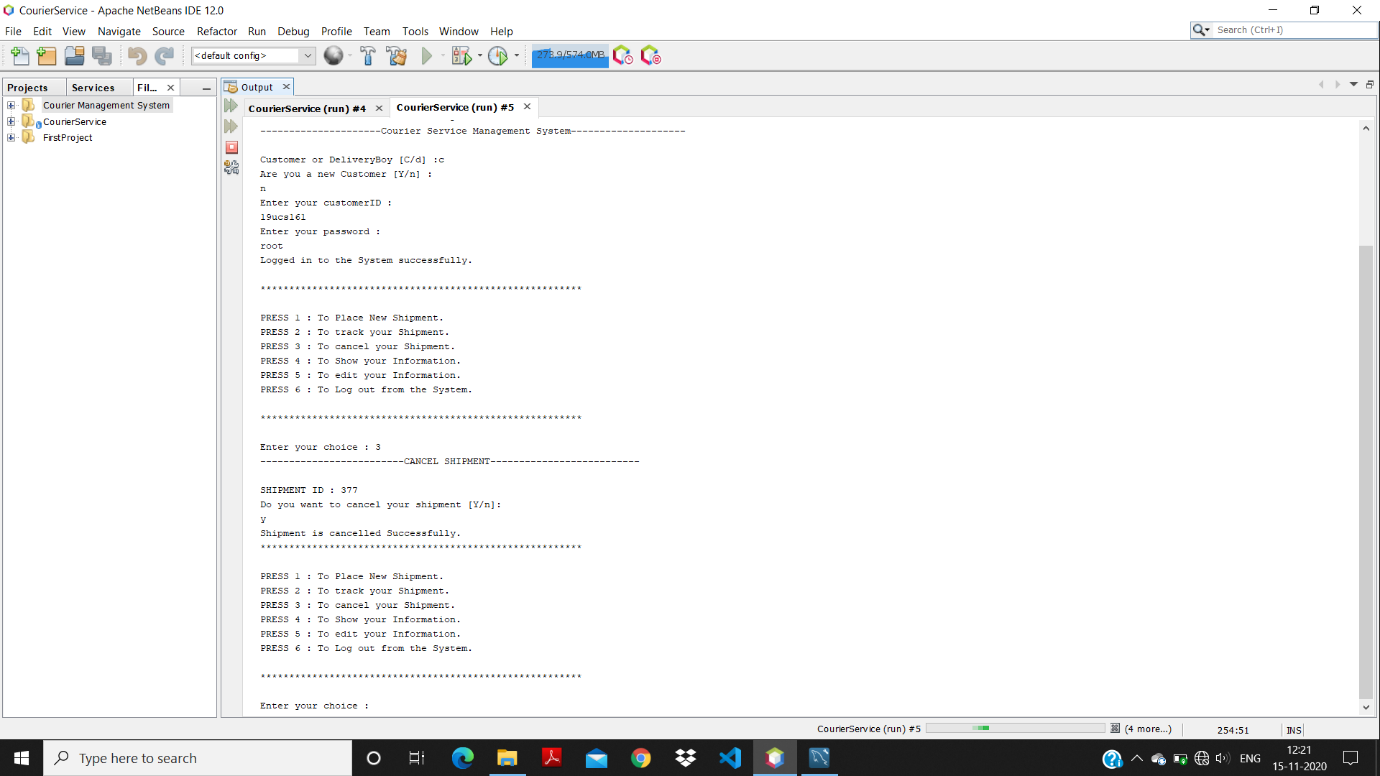 CourierService - Apache NetBeans IDE 12.0
File Edit View Navigate Source Refactor Run Debug Profile Team Tools Window Help
Search (Ctrl+I)
<default config>
273.9/574.0MB
Projects Services Fil...
Output
Courier Management System
CourierService
FirstProject
CourierService (run) #4
CourierService (run) #5
---------------------Courier Service Management System--------------------
Customer or DeliveryBoy [C/d] :c
Are you a new Customer [Y/n] :
n
Enter your customerID :
19ucs161
Enter your password :
root
Logged in to the System successfully.
********************************************************
PRESS 1 : To Place New Shipment.
PRESS 2 : To track your Shipment.
PRESS 3 : To cancel your Shipment.
PRESS 4 : To Show your Information.
PRESS 5 : To edit your Information.
PRESS 6 : To Log out from the System.
********************************************************
Enter your choice : 3
-------------------------CANCEL SHIPMENT--------------------------
SHIPMENT ID : 377
Do you want to cancel your shipment [Y/n]:
y
Shipment is cancelled Successfully.
********************************************************
PRESS 1 : To Place New Shipment.
PRESS 2 : To track your Shipment.
PRESS 3 : To cancel your Shipment.
PRESS 4 : To Show your Information.
PRESS 5 : To edit your Information.
PRESS 6 : To Log out from the System.
********************************************************
Enter your choice :
CourierService (run) #5
(4 more...)
254:51
INS
Type here to search
ENG
12:21
15-11-2020